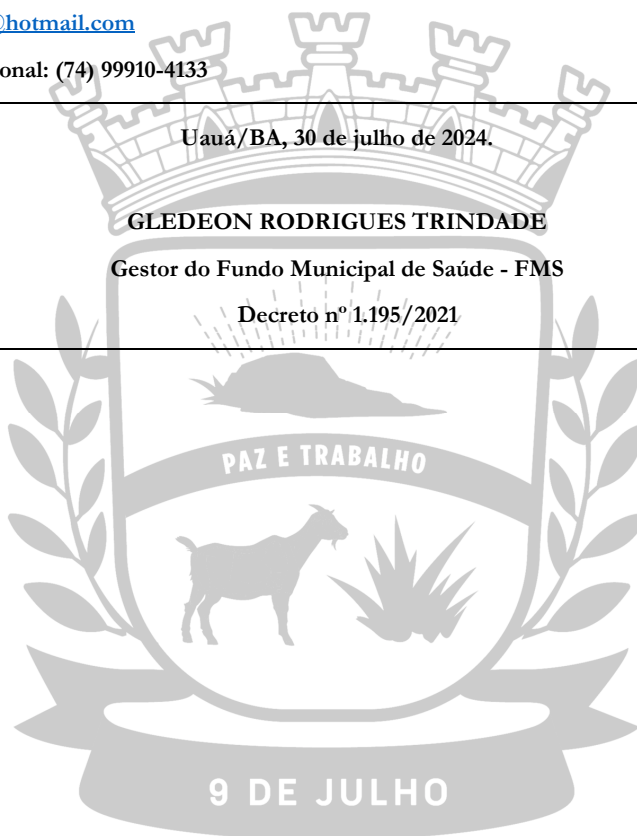 @hotmail.com
onal: (74) 99910-4133
Uauá/BA, 30 de julho de 2024.
GLEDEON RODRIGUES TRINDADE
Gestor do Fundo Municipal de Saúde - FMS
Decreto nº 1.195/2021
PAZ E TRABALHO
9 DE JULHO